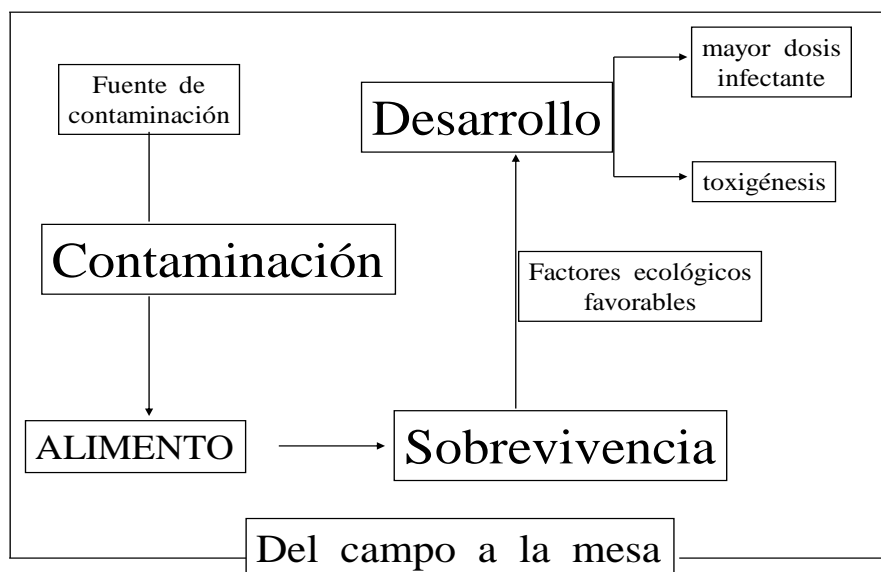 Fuente de
contaminación
Contaminación
ALIMENTO
Sobrevivencia
Factores ecológicos
favorables
Desarrollo
mayor dosis
infectante
toxigénesis
Del campo a la mesa